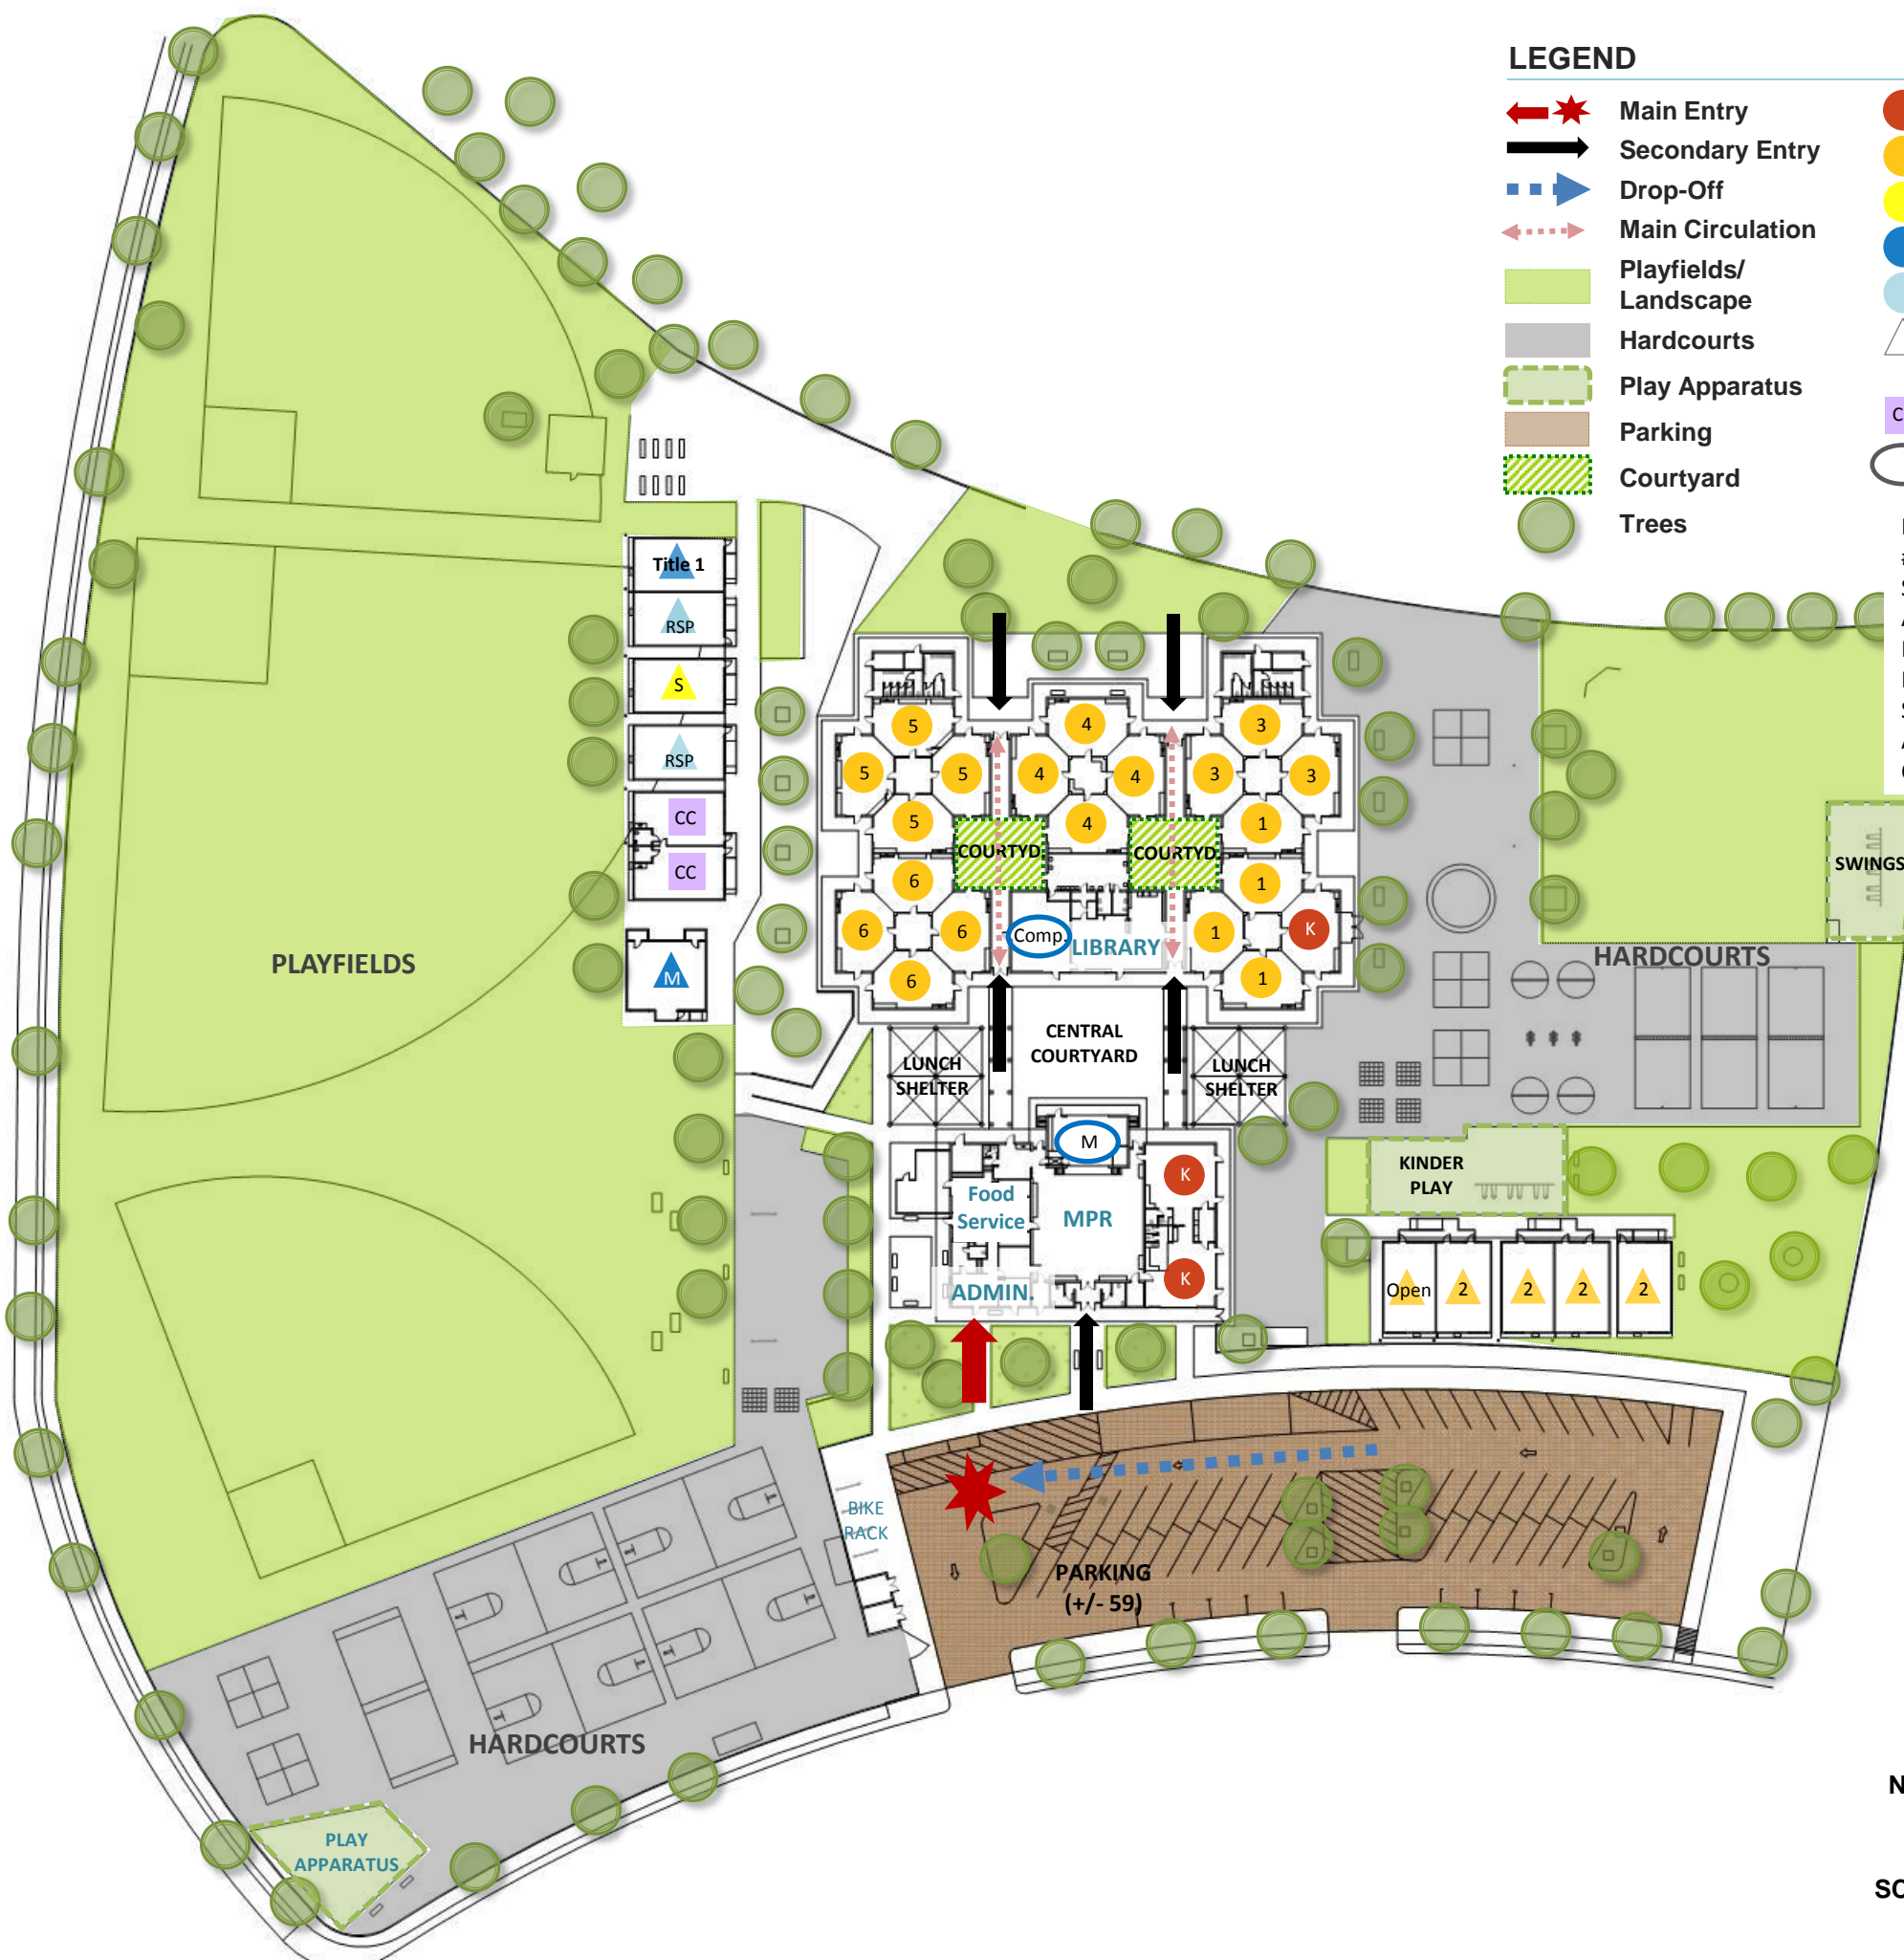 LEGEND
Main Entry
Secondary Entry
Drop-Off
Main Circulation
Playfields/
Landscape
Hardcourts
Play Apparatus
Parking
Courtyard
Trees
C
Title 1
RSP
S
RSP
CC
CC
M
5
4
3
5
5
4
4
3
3
5
4
1
COURTYD
COURTYD
SWINGS
6
1
6
6
Comp.
LIBRARY
1
K
6
1
PLAYFIELDS
HARDCOURTS
CENTRAL
COURTYARD
LUNCH
SHELTER
LUNCH
SHELTER
M
K
KINDER
PLAY
Food
Service
MPR
K
ADMIN.
Open
2
2
2
2
BIKE
RACK
PARKING
(+/- 59)
HARDCOURTS
PLAY
APPARATUS
N
SC